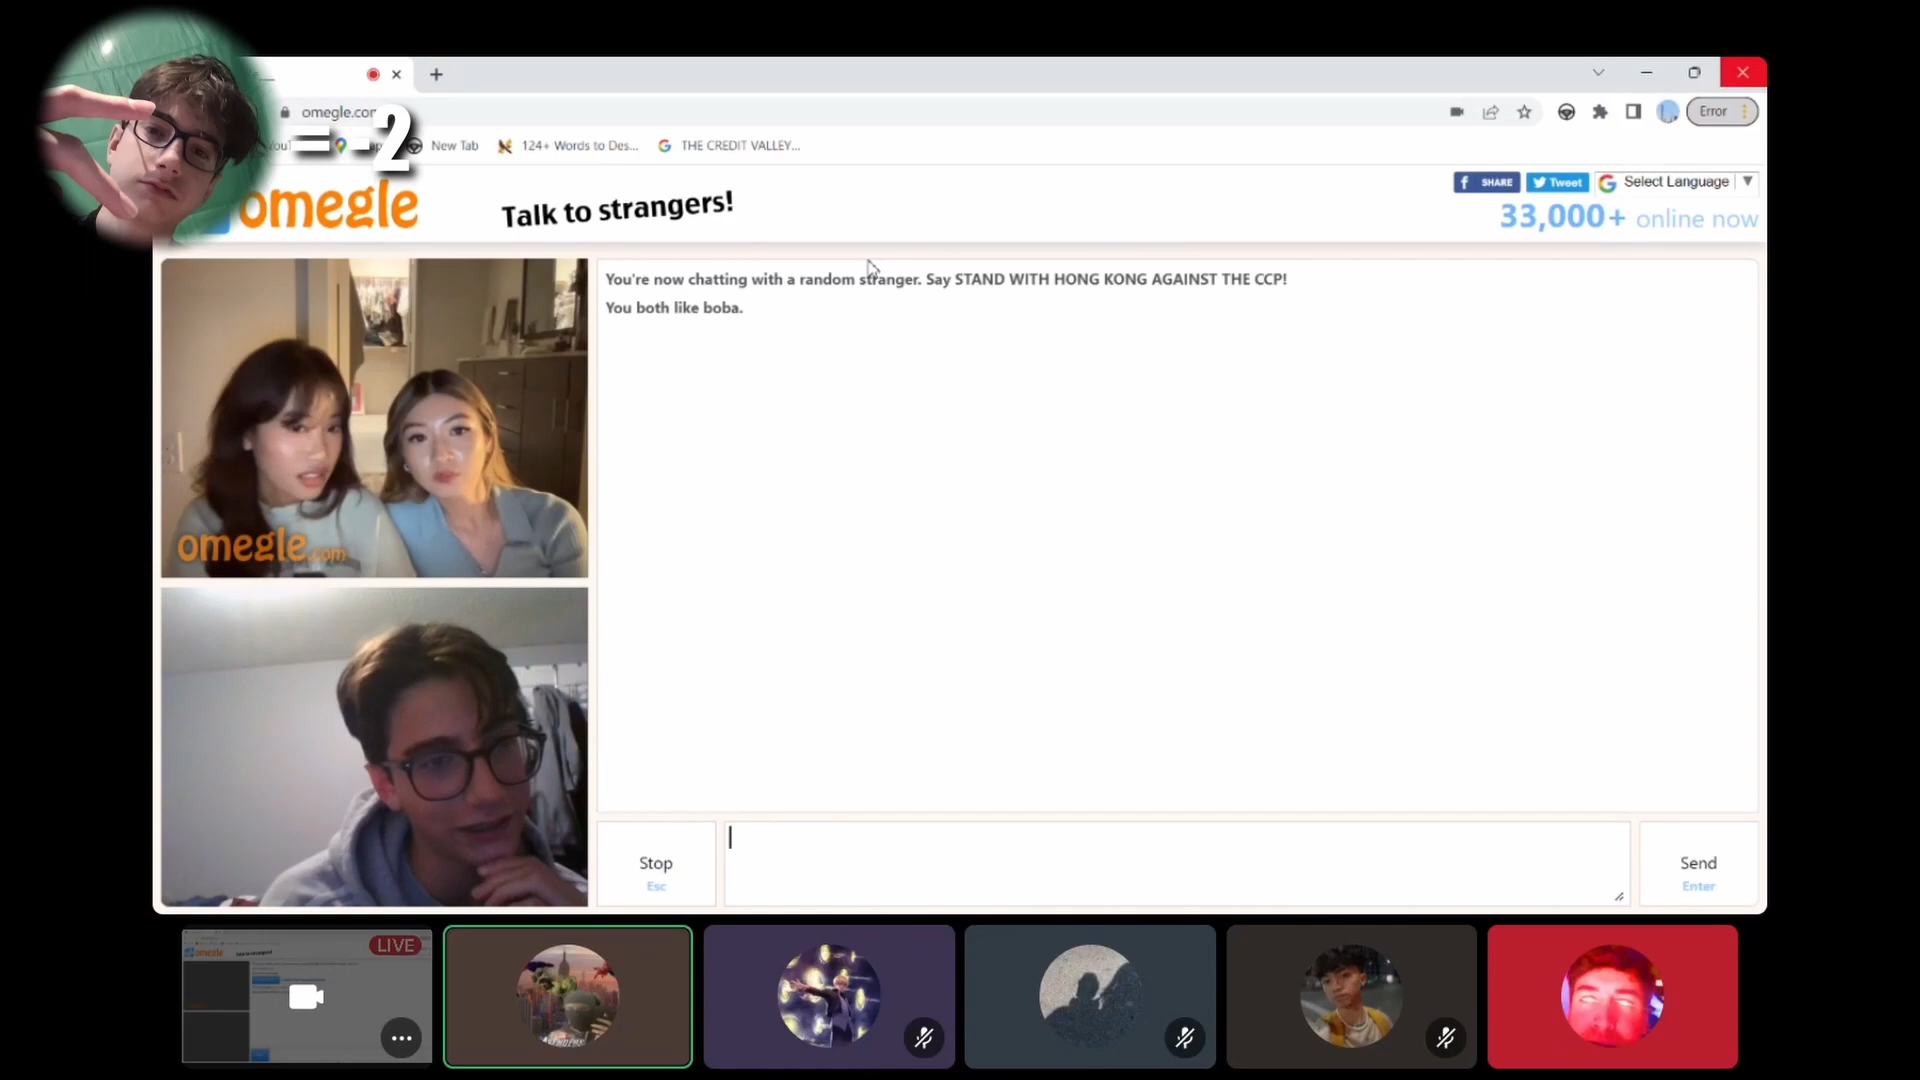 omegle.com
= -2
New Tab
124+ Words to Des...
THE CREDIT VALLEY...
Error
omegle
Talk to strangers!
SHARE
Tweet
Select Language
33,000+ online now
You're now chatting with a random stranger. Say STAND WITH HONG KONG AGAINST THE CCP!
You both like boba.
omegle.com
Stop
Esc
Send
Enter
LIVE